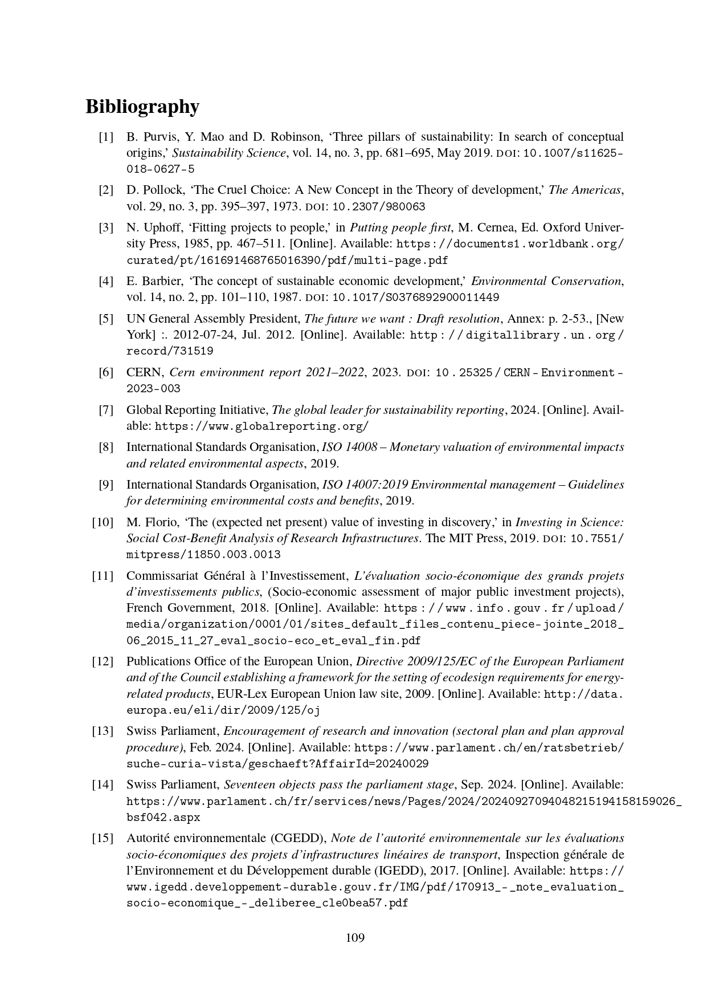 Bibliography
[1] B. Purvis, Y. Mao and D. Robinson, ‘Three pillars of sustainability: In search of conceptual
origins,’ Sustainability Science, vol. 14, no. 3, pp. 681–695, May 2019. DOI: 10.1007/s11625-
018-0627-5
[2] D. Pollock, ‘The Cruel Choice: A New Concept in the Theory of development,’ The Americas,
vol. 29, no. 3, pp. 395–397, 1973. DOI: 10.2307/980063
[3] N. Uphoff, ‘Fitting projects to people,’ in Putting people first, M. Cernea, Ed. Oxford Univer-
sity Press, 1985, pp. 467–511. [Online]. Available: https://documents1.worldbank.org/
curated/pt/161691468765016390/pdf/multi-page.pdf
[4] E. Barbier, ‘The concept of sustainable economic development,’ Environmental Conservation,
vol. 14, no. 2, pp. 101–110, 1987. DOI: 10.1017/S0376892900011449
[5] UN General Assembly President, The future we want : Draft resolution, Annex: p. 2-53., [New
York] :. 2012-07-24, Jul. 2012. [Online]. Available: http://digitallibrary.un.org/
record/731519
[6] CERN, Cern environment report 2021–2022, 2023. DOI: 10.25325/CERN-Environment-
2023-003
[7] Global Reporting Initiative, The global leader for sustainability reporting, 2024. [Online]. Avail-
able: https://www.globalreporting.org/
[8] International Standards Organisation, ISO 14008 – Monetary valuation of environmental impacts
and related environmental aspects, 2019.
[9] International Standards Organisation, ISO 14007:2019 Environmental management – Guidelines
for determining environmental costs and benefits, 2019.
[10] M. Florio, ‘The (expected net present) value of investing in discovery,’ in Investing in Science:
Social Cost-Benefit Analysis of Research Infrastructures. The MIT Press, 2019. DOI: 10.7551/
mitpress/11850.003.0013
[11] Commissariat Général à l’Investissement, L’évaluation socio-économique des grands projets
d’investissements publics, (Socio-economic assessment of major public investment projects),
French Government, 2018. [Online]. Available: https://www.info.gouv.fr/upload/
media/organization/0001/01/sites_default_files_contenu_piece-jointe_2018_
06_2015_11_27_eval_socio-eco_et_eval_fin.pdf
[12] Publications Office of the European Union, Directive 2009/125/EC of the European Parliament
and of the Council establishing a framework for the setting of ecodesign requirements for energy-
related products, EUR-Lex European Union law site, 2009. [Online]. Available: http://data.
europa.eu/eli/dir/2009/125/oj
[13] Swiss Parliament, Encouragement of research and innovation (sectoral plan and plan approval
procedure), Feb. 2024. [Online]. Available: https://www.parlament.ch/en/ratsbetrieb/
suche-curia-vista/geschaeft?AffairId=20240029
[14] Swiss Parliament, Seventeen objects pass the parliament stage, Sep. 2024. [Online]. Available:
https://www.parlament.ch/fr/services/news/Pages/2024/20240927094048215194158159026_
bsf042.aspx
[15] Autorité environnementale (CGEDD), Note de l’autorité environnementale sur les évaluations
socio-économiques des projets d’infrastructures linéaires de transport, Inspection générale de
l’Environnement et du Développement durable (IGEDD), 2017. [Online]. Available: https://
www.igedd.developpement-durable.gouv.fr/IMG/pdf/170913_-_note_evaluation_
socio-economique_-_deliberee_cle0bea57.pdf
109